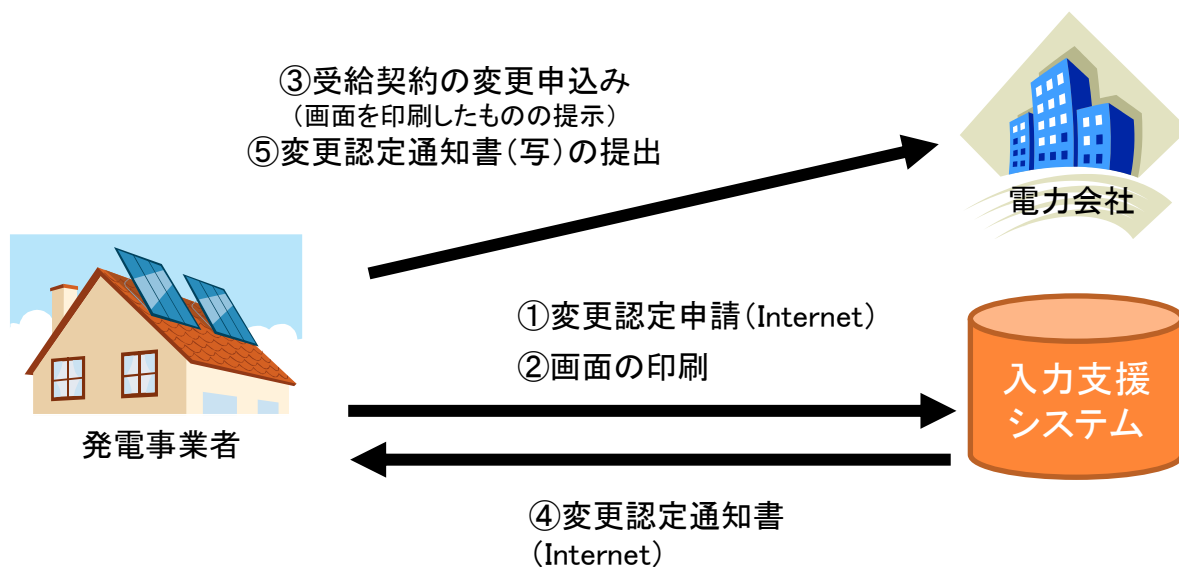 ③受給契約の変更申込み
（画面を印刷したものの提示）
⑤変更認定通知書（写）の提出
電力会社
①変更認定申請（Internet）
②画面の印刷
入力支援
システム
発電事業者
④変更認定通知書
（Internet）